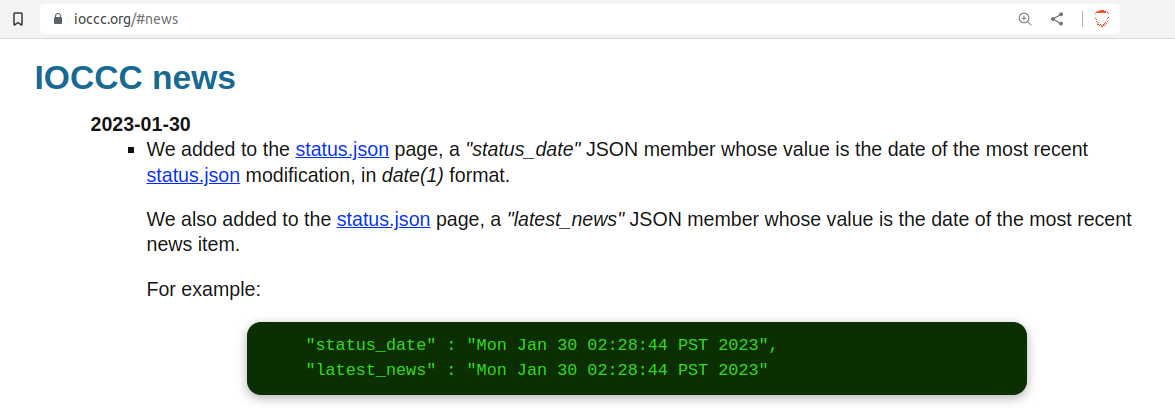 ioccc.org/#news
IOCCC news
2023-01-30
We added to the status.json page, a "status_date" JSON member whose value is the date of the most recent
status.json modification, in date(1) format.
We also added to the status.json page, a "latest_news" JSON member whose value is the date of the most recent
news item.
For example:
"status_date" : "Mon Jan 30 02:28:44 PST 2023",
"latest_news" : "Mon Jan 30 02:28:44 PST 2023"